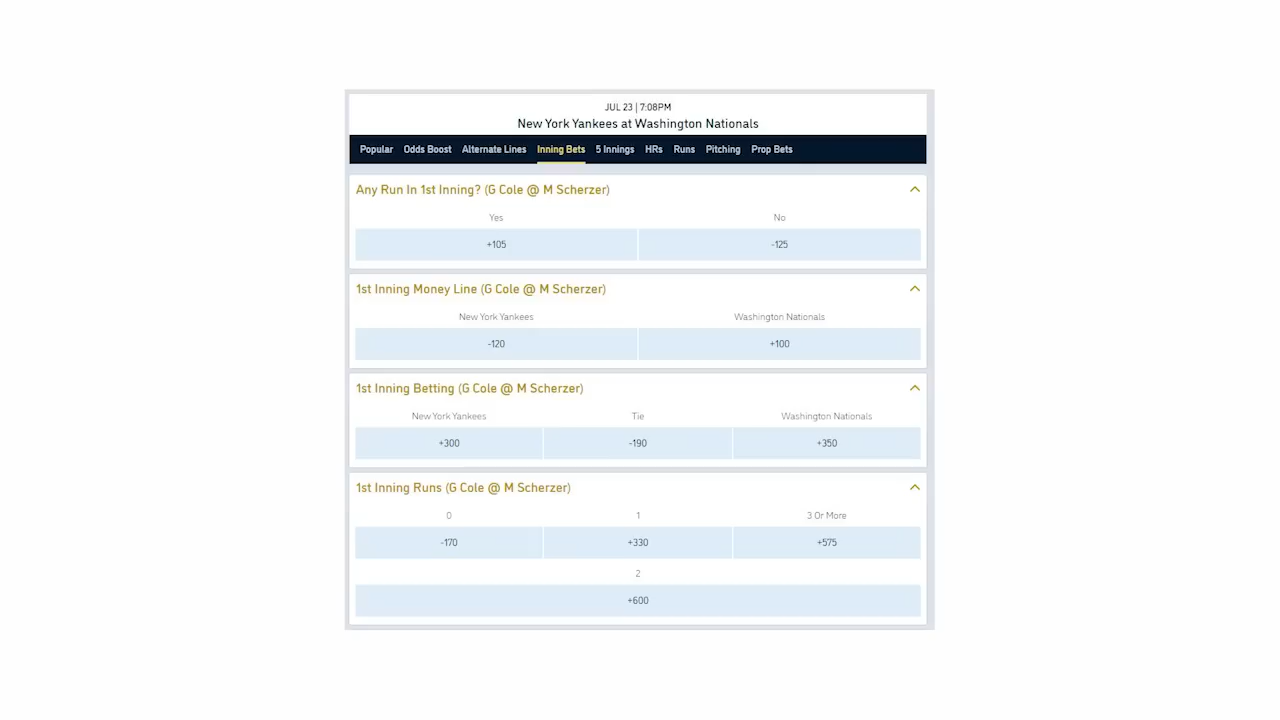 JUL 23 | 7:08PM
New York Yankees at Washington Nationals
Popular Odds Boost Alternate Lines Inning Bets 5 Innings HRs Runs Pitching Prop Bets
Any Run In 1st Inning? (G Cole @ M Scherzer)
Yes No
+105 -125
1st Inning Money Line (G Cole @ M Scherzer)
New York Yankees Washington Nationals
-120 +100
1st Inning Betting (G Cole @ M Scherzer)
New York Yankees Tie Washington Nationals
+300 -190 +350
1st Inning Runs (G Cole @ M Scherzer)
0 1 3 Or More
-170 +330 +575
2
+600